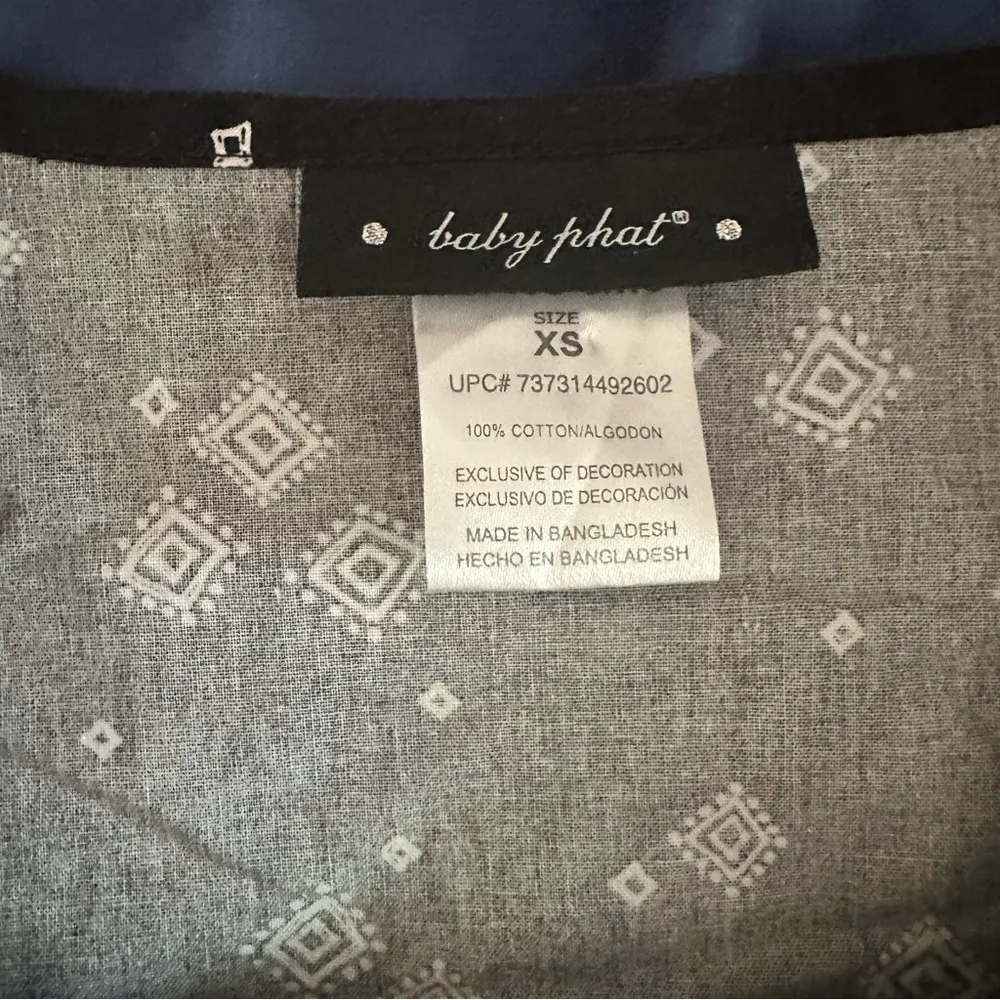 baby phat®
SIZE
XS
UPC# 737314492602
100% COTTON/ALGODON
EXCLUSIVE OF DECORATION
EXCLUSIVO DE DECORACIÓN
MADE IN BANGLADESH
HECHO EN BANGLADESH